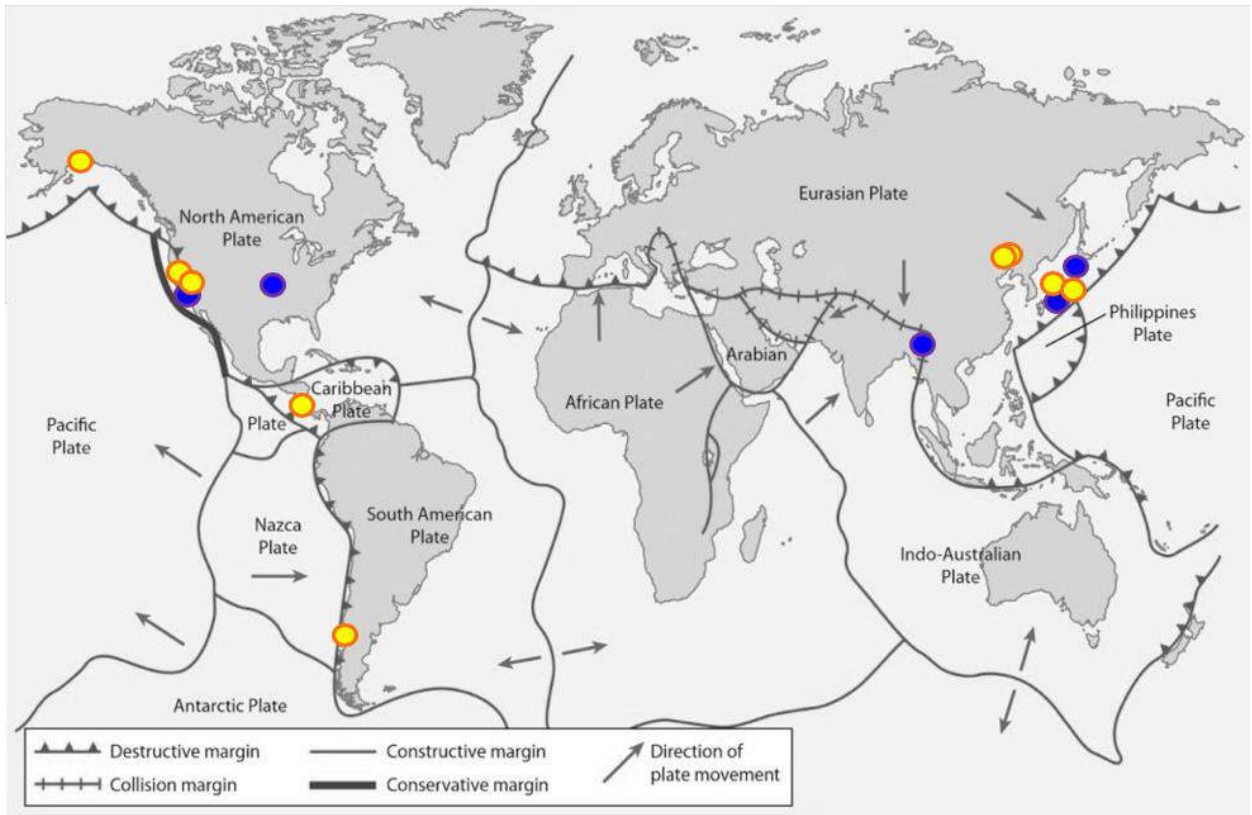 Eurasian Plate
North American
Plate
Philippines
Plate
Arabian
Caribbean
Plate
African Plate
Plate
Pacific
Plate
Pacific
Plate
South American
Plate
Nazca
Plate
Indo-Australian
Plate
Antarctic Plate
Destructive margin
Constructive margin
Direction of
plate movement
Collision margin
Conservative margin